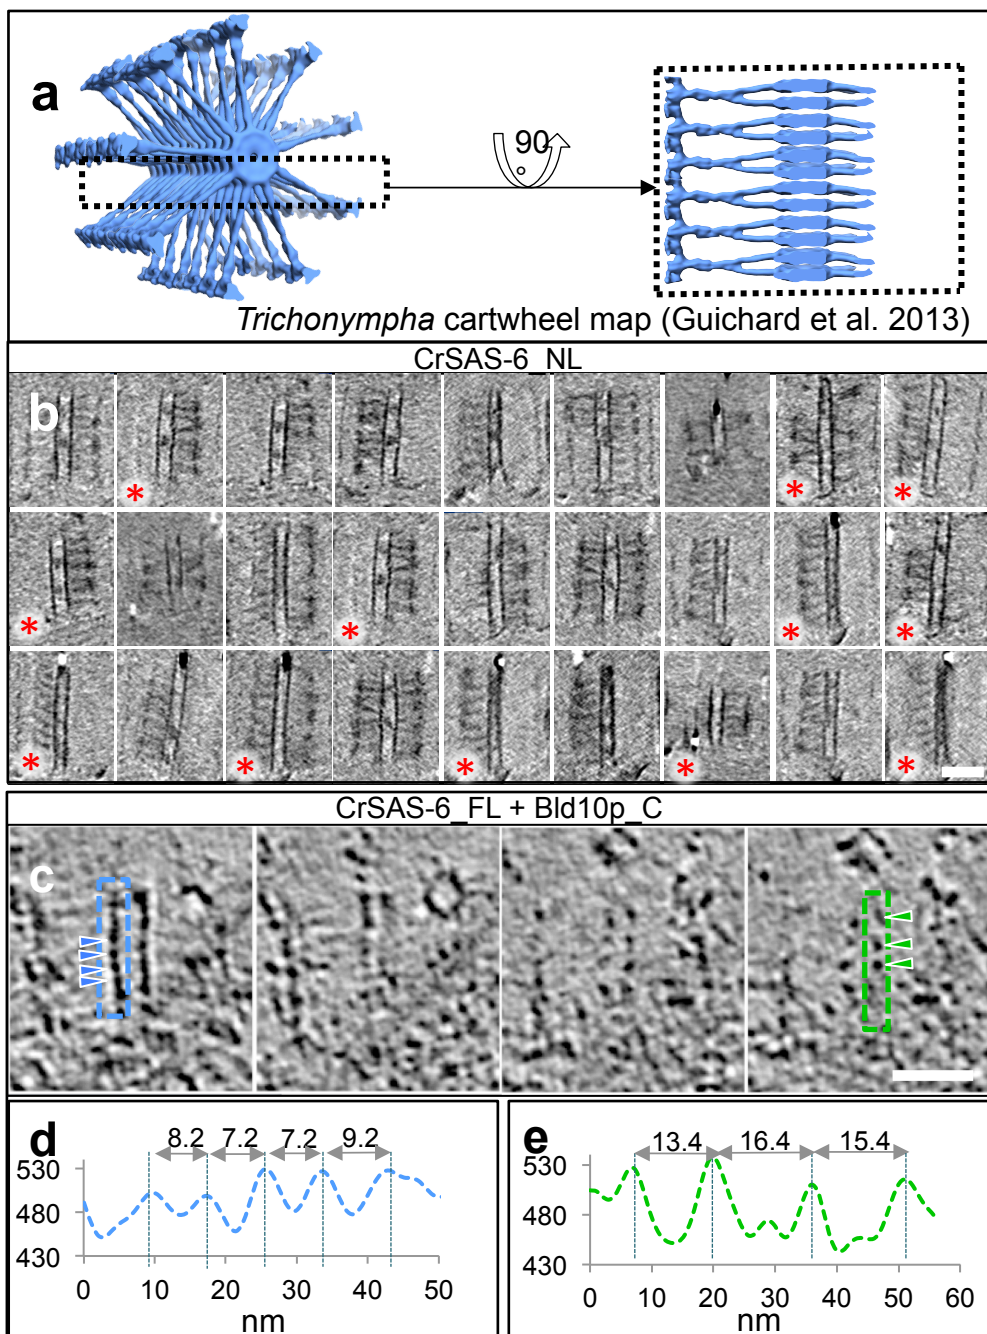 a
90
°
Trichonympha cartwheel map (Guichard et al. 2013)
CrSAS-6_NL
b
*
*
*
*
*
*
*
*
*
*
*
*
CrSAS-6_FL + Bld10p_C
c
d
8.2 7.2 7.2 9.2
530
480
430
0 10 20 30 40 50
nm
e
13.4 16.4 15.4
530
480
430
0 10 20 30 40 50 60
nm